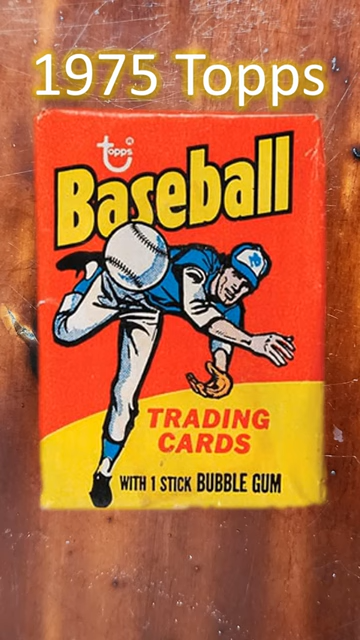 1975 Topps
Topps
Baseball
TRADING
CARDS
WITH 1 STICK BUBBLE GUM